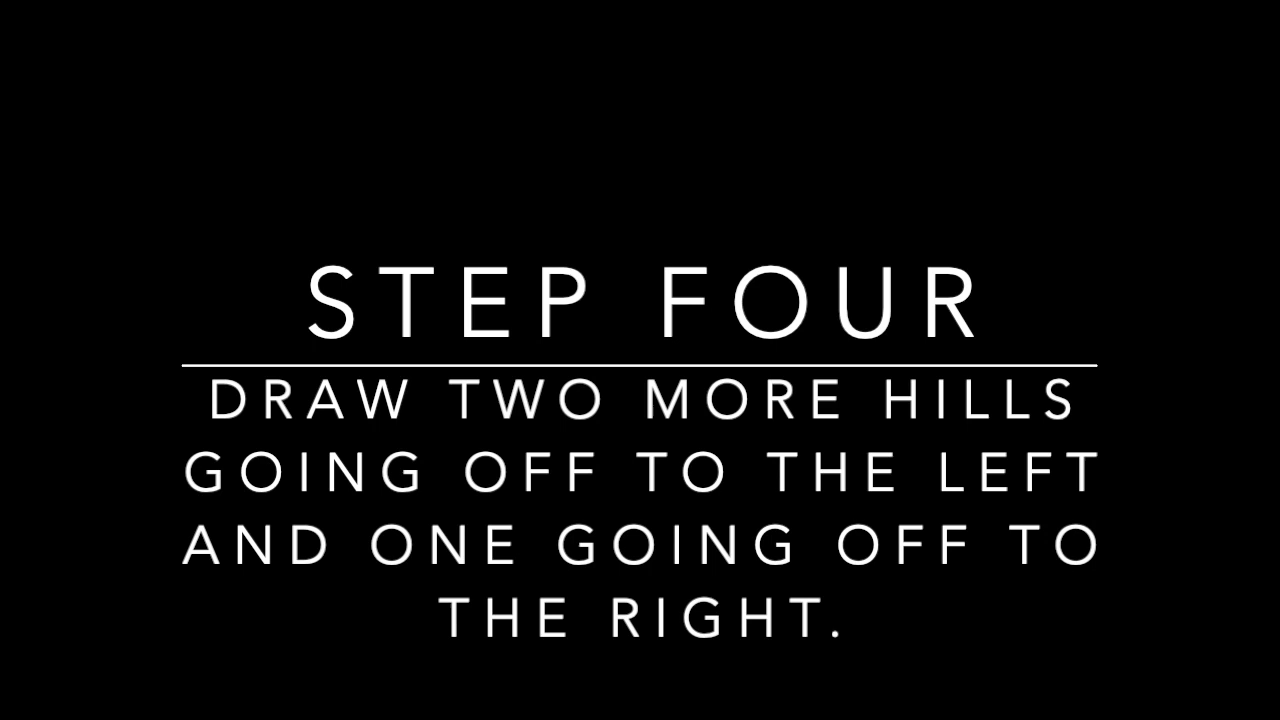 STEP FOUR
DRAW TWO MORE HILLS
GOING OFF TO THE LEFT
AND ONE GOING OFF TO
THE RIGHT.